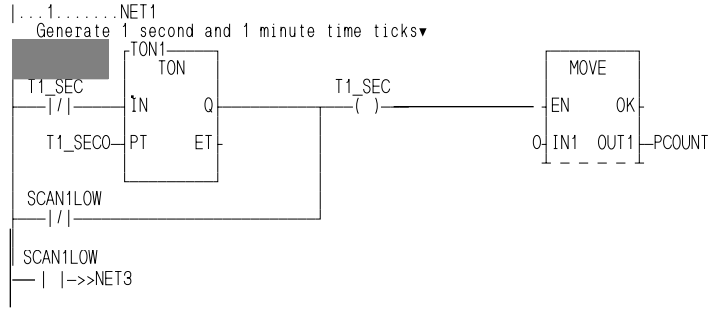 |...1.......NET1
Generate 1 second and 1 minute time ticks▾
TON1
TON
MOVE
T1_SEC
T1_SEC
|/|
IN
Q
( )
EN
OK
T1_SEC0
PT
ET
0
IN1
OUT1
PCOUNT
SCAN1LOW
|/|
SCAN1LOW
| |->>NET3